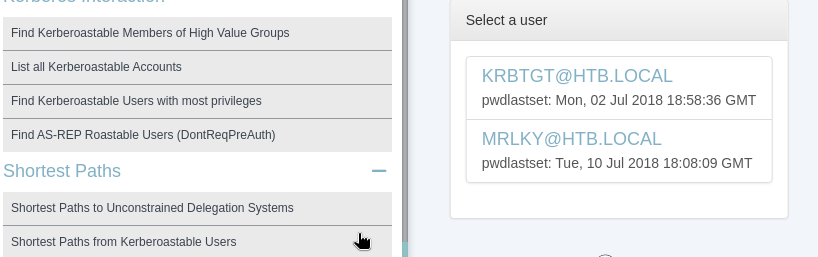 Kerberos Interaction
Find Kerberoastable Members of High Value Groups
List all Kerberoastable Accounts
Find Kerberoastable Users with most privileges
Find AS-REP Roastable Users (DontReqPreAuth)
Shortest Paths
Shortest Paths to Unconstrained Delegation Systems
Shortest Paths from Kerberoastable Users
Select a user
KRBTGT@HTB.LOCAL
pwdlastset: Mon, 02 Jul 2018 18:58:36 GMT
MRLKY@HTB.LOCAL
pwdlastset: Tue, 10 Jul 2018 18:08:09 GMT